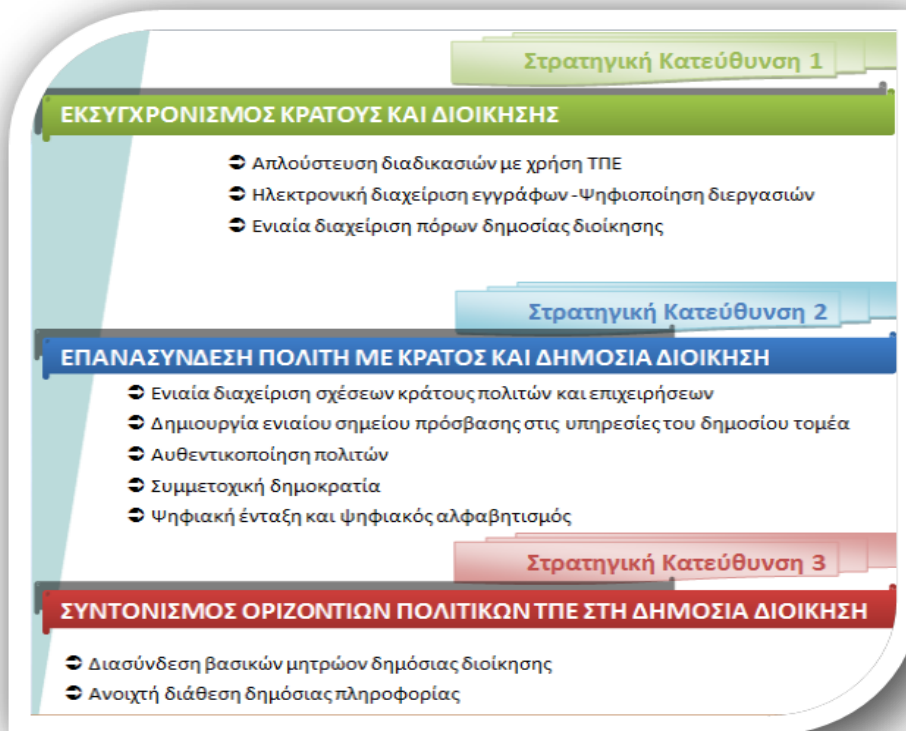 Στρατηγική Κατεύθυνση 1
ΕΚΣΥΓΧΡΟΝΙΣΜΟΣ ΚΡΑΤΟΥΣ ΚΑΙ ΔΙΟΙΚΗΣΗΣ
Απλούστευση διαδικασιών με χρήση ΤΠΕ
Ηλεκτρονική διαχείριση εγγράφων -Ψηφιοποίηση διεργασιών
Ενιαία διαχείριση πόρων δημοσίας διοίκησης
Στρατηγική Κατεύθυνση 2
ΕΠΑΝΑΣΥΝΔΕΣΗ ΠΟΛΙΤΗ ΜΕ ΚΡΑΤΟΣ ΚΑΙ ΔΗΜΟΣΙΑ ΔΙΟΙΚΗΣΗ
Ενιαία διαχείριση σχέσεων κράτους πολιτών και επιχειρήσεων
Δημιουργία ενιαίου σημείου πρόσβασης στις υπηρεσίες του δημοσίου τομέα
Αυθεντικοποίηση πολιτών
Συμμετοχική δημοκρατία
Ψηφιακή ένταξη και ψηφιακός αλφαβητισμός
Στρατηγική Κατεύθυνση 3
ΣΥΝΤΟΝΙΣΜΟΣ ΟΡΙΖΟΝΤΙΩΝ ΠΟΛΙΤΙΚΩΝ ΤΠΕ ΣΤΗ ΔΗΜΟΣΙΑ ΔΙΟΙΚΗΣΗ
Διασύνδεση βασικών μητρώον δημόσιας διοίκησης
Ανοιχτή διάθεση δημόσιας πληροφορίας